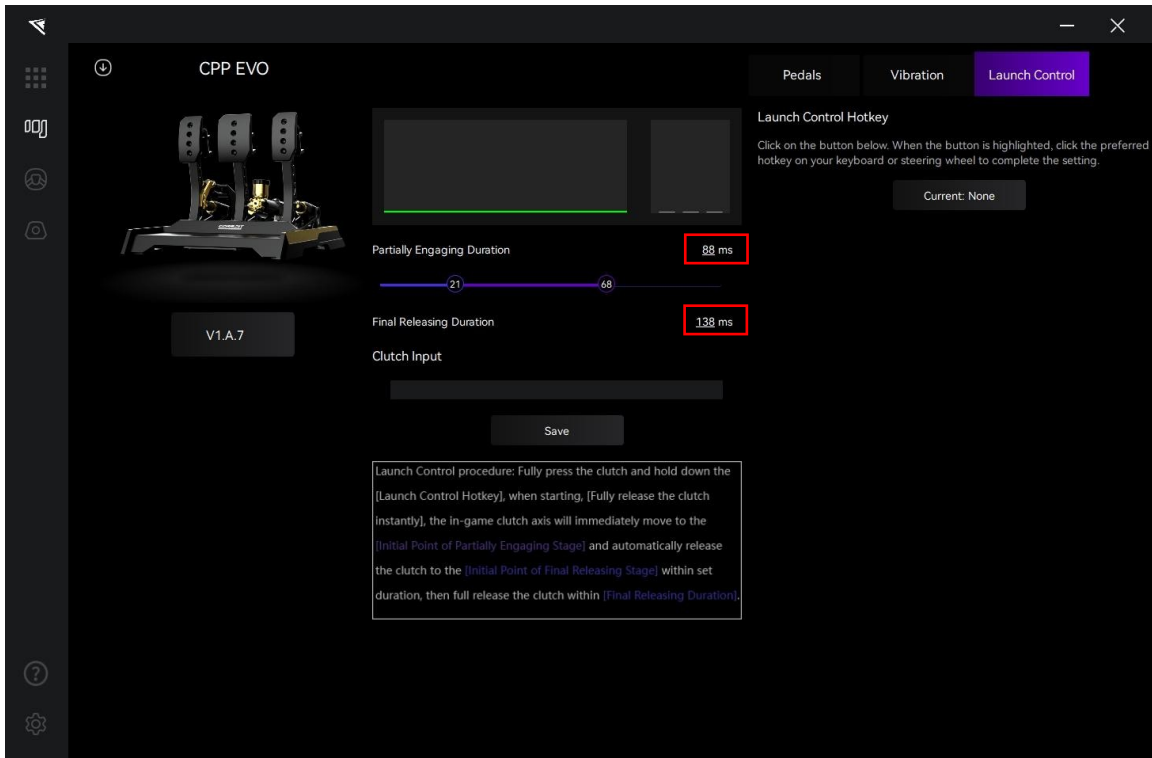 CPP EVO
Pedals
Vibration
Launch Control
Launch Control Hotkey
Click on the button below. When the button is highlighted, click the preferred
hotkey on your keyboard or steering wheel to complete the setting.
Current: None
Partially Engaging Duration
88 ms
21
68
Final Releasing Duration
138 ms
V1.A.7
Clutch Input
Save
Launch Control procedure: Fully press the clutch and hold down the
[Launch Control Hotkey], when starting, [Fully release the clutch
instantly], the in-game clutch axis will immediately move to the
[Initial Point of Partially Engaging Stage] and automatically release
the clutch to the [Initial Point of Final Releasing Stage] within set
duration, then full release the clutch within [Final Releasing Duration].